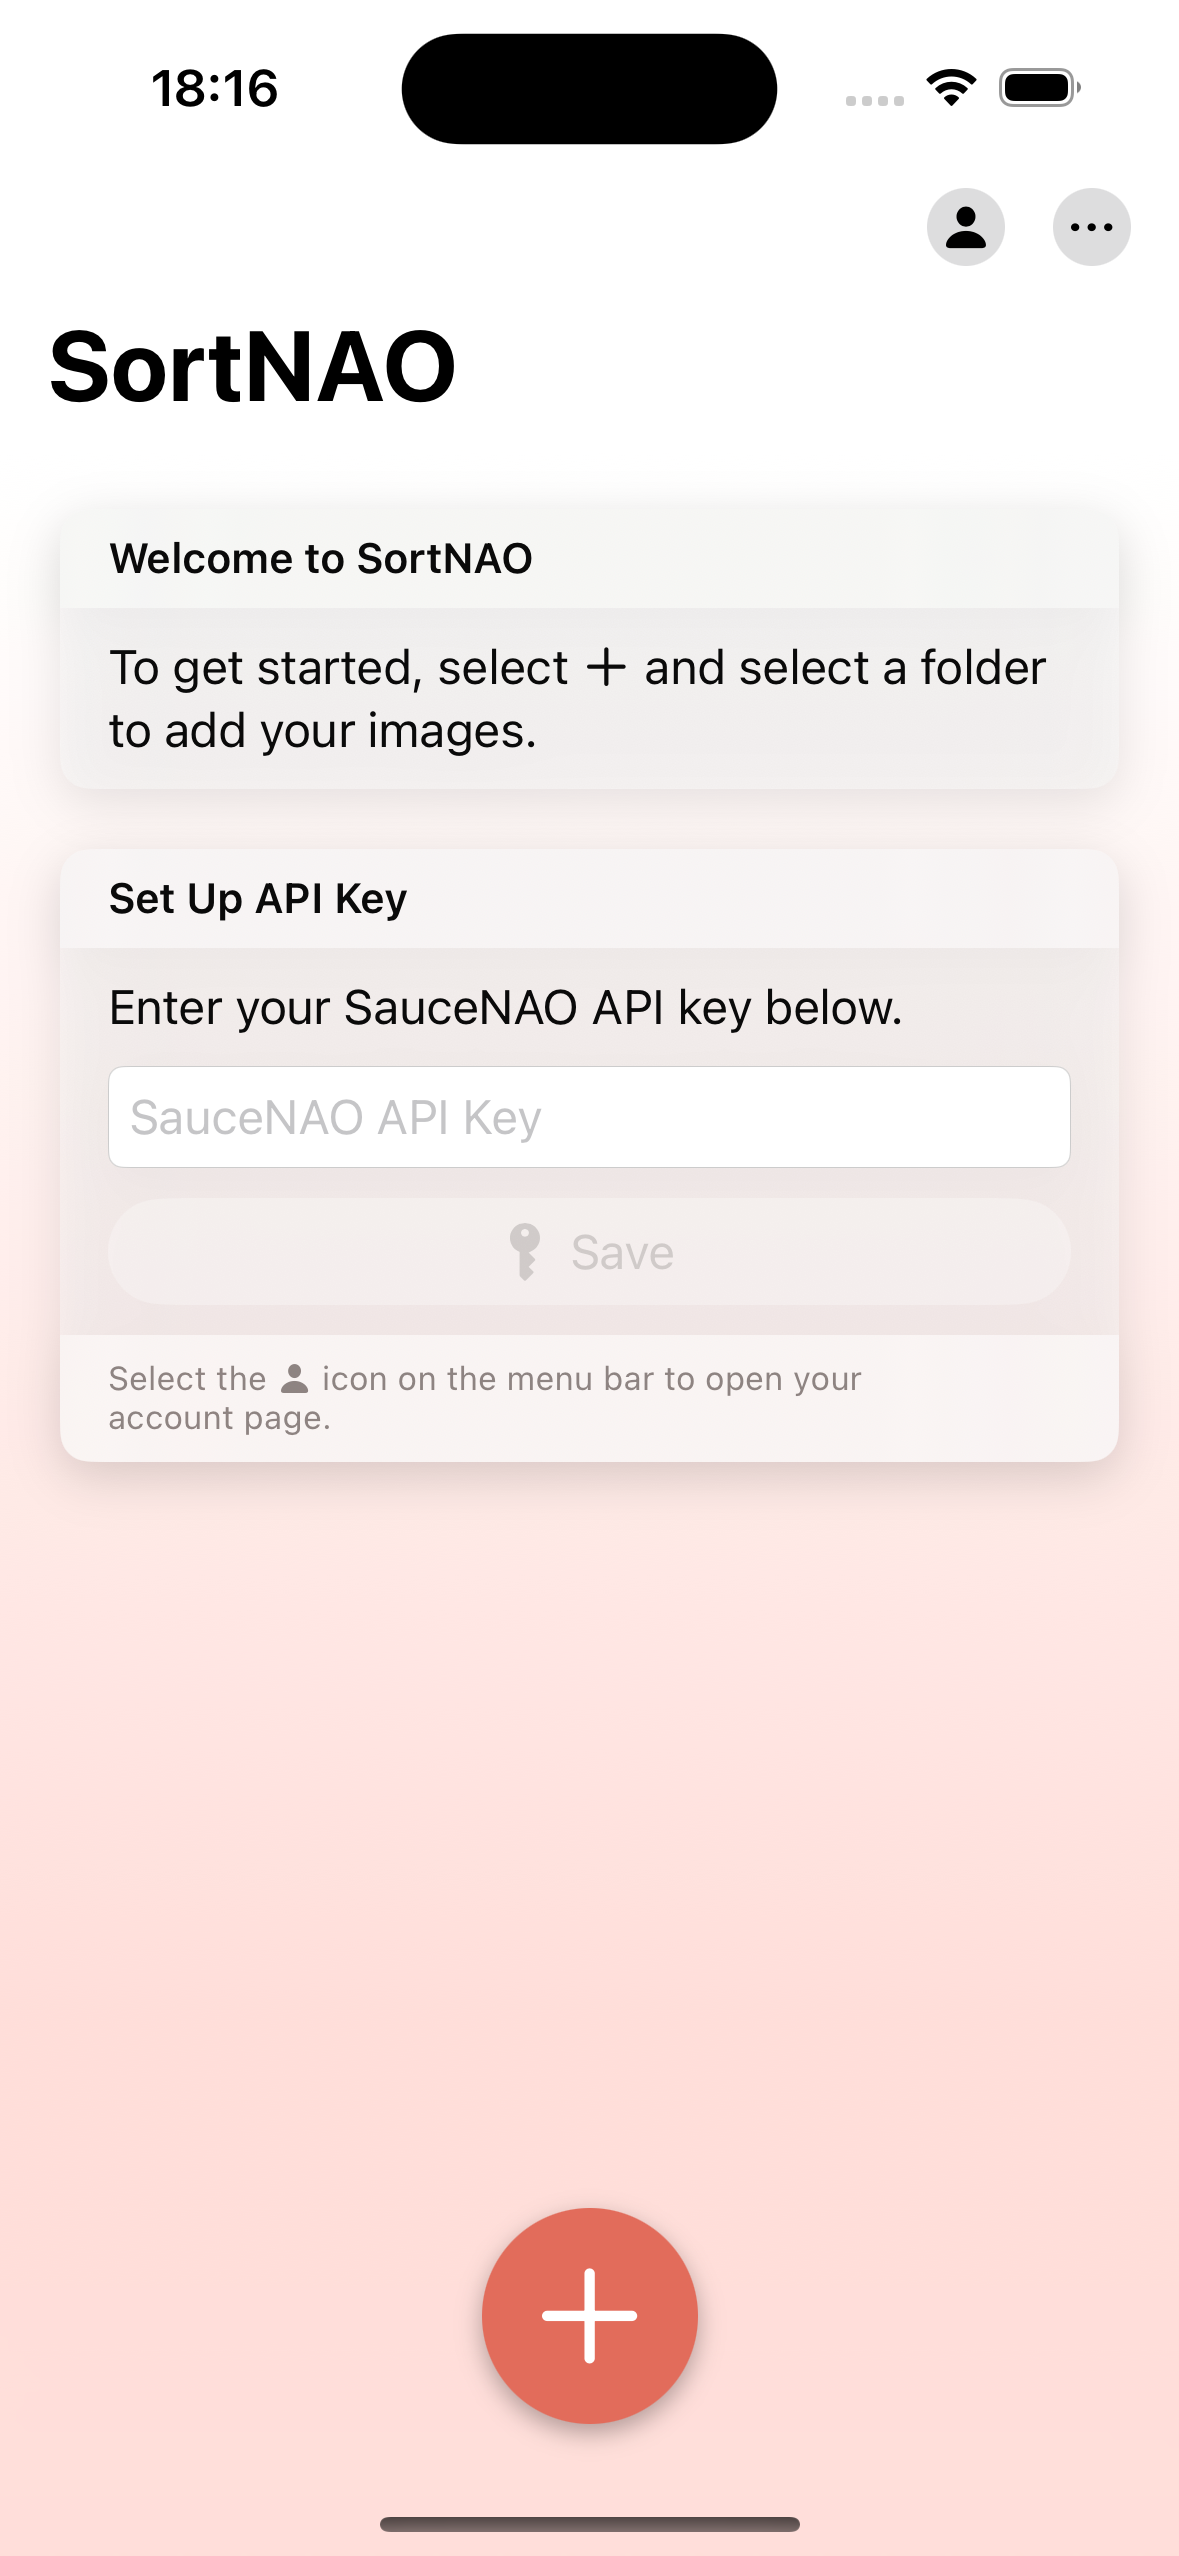 18:16
SortNAO
Welcome to SortNAO
To get started, select + and select a folder
to add your images.
Set Up API Key
Enter your SauceNAO API key below.
SauceNAO API Key
Save
Select the icon on the menu bar to open your
account page.